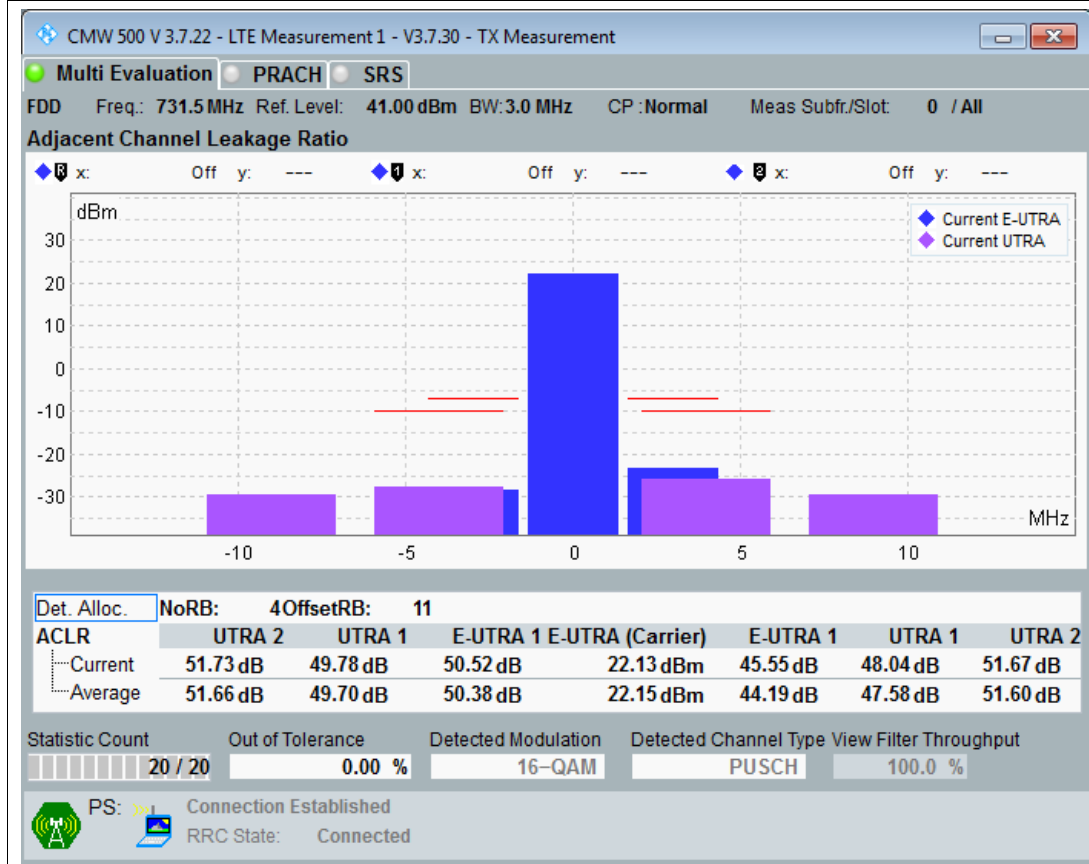 CMW 500 V 3.7.22 - LTE Measurement 1 - V3.7.30 - TX Measurement
Multi Evaluation PRACH SRS
FDD Freq.: 731.5 MHz Ref. Level: 41.00 dBm BW: 3.0 MHz CP : Normal Meas Subfr./Slot: 0 / All
Adjacent Channel Leakage Ratio
R x: Off y: --- 1 x: Off y: --- 2 x: Off y: ---
dBm
Current E-UTRA
Current UTRA
30
20
10
0
-10
-20
-30
MHz
-10 -5 0 5 10
Det. Alloc. NoRB: 4 OffsetRB: 11
ACLR UTRA 2 UTRA 1 E-UTRA 1 E-UTRA (Carrier) E-UTRA 1 UTRA 1 UTRA 2
Current 51.73 dB 49.78 dB 50.52 dB 22.13 dBm 45.55 dB 48.04 dB 51.67 dB
Average 51.66 dB 49.70 dB 50.38 dB 22.15 dBm 44.19 dB 47.58 dB 51.60 dB
Statistic Count Out of Tolerance Detected Modulation Detected Channel Type View Filter Throughput
20 / 20 0.00 % 16-QAM PUSCH 100.0 %
PS: Connection Established
RRC State: Connected